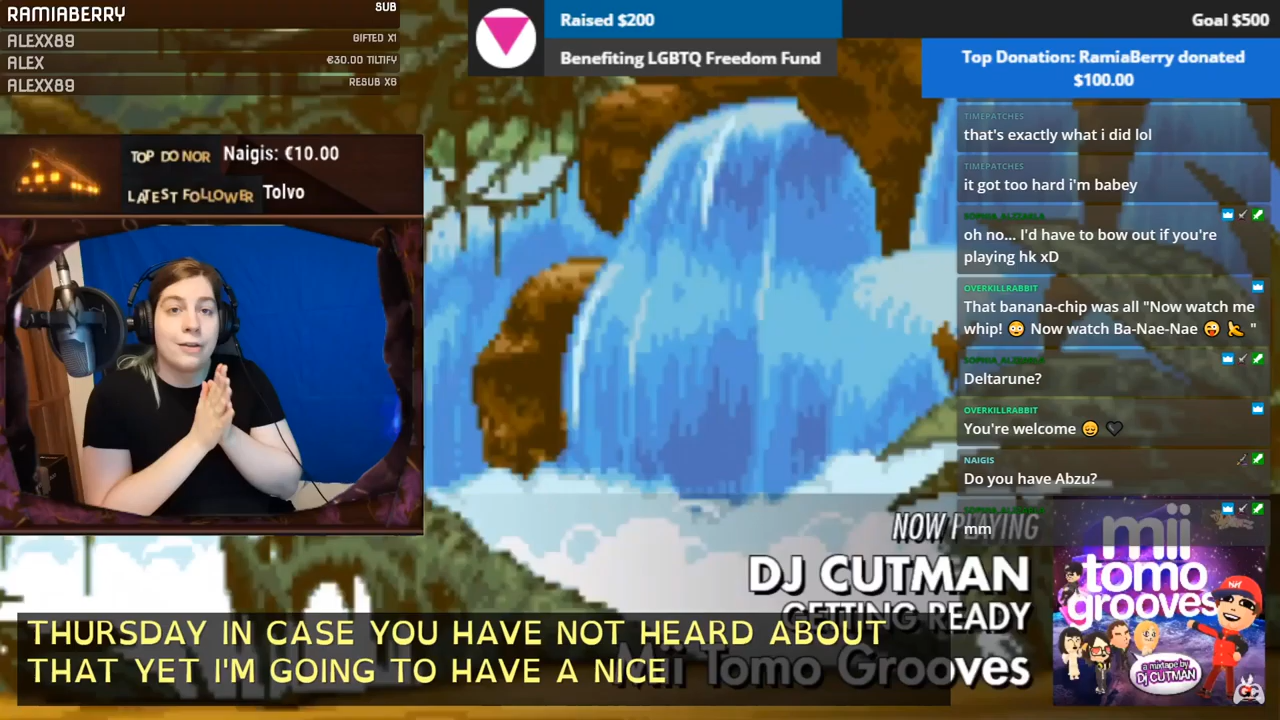 RAMIABERRY SUB
ALEXX89 GIFTED X1
ALEX €30.00 TILTIFY
ALEXX89 RESUB X8
Raised $200
Goal $500
Benefiting LGBTQ Freedom Fund
Top Donation: RamiaBerry donated
$100.00
TOP DONOR Naigis: €10.00
LATEST FOLLOWER Tolvo
TIMEPATCHES
that's exactly what i did lol
TIMEPATCHES
it got too hard i'm babey
oh no... I'd have to bow out if you're
playing hk xD
OVERKILLRABBIT
That banana-chip was all "Now watch me
whip! 😳 Now watch Ba-Nae-Nae 😜 💪 "
Deltarune?
OVERKILLRABBIT
You're welcome 😌 🖤
NAIGIS
Do you have Abzu?
mm
NOW PLAYING
DJ CUTMAN
GETTING READY
Mii Tomo Grooves
mii
tomo
grooves
a mixtape by
DJ CUTMAN
GC
THURSDAY IN CASE YOU HAVE NOT HEARD ABOUT
THAT YET I'M GOING TO HAVE A NICE